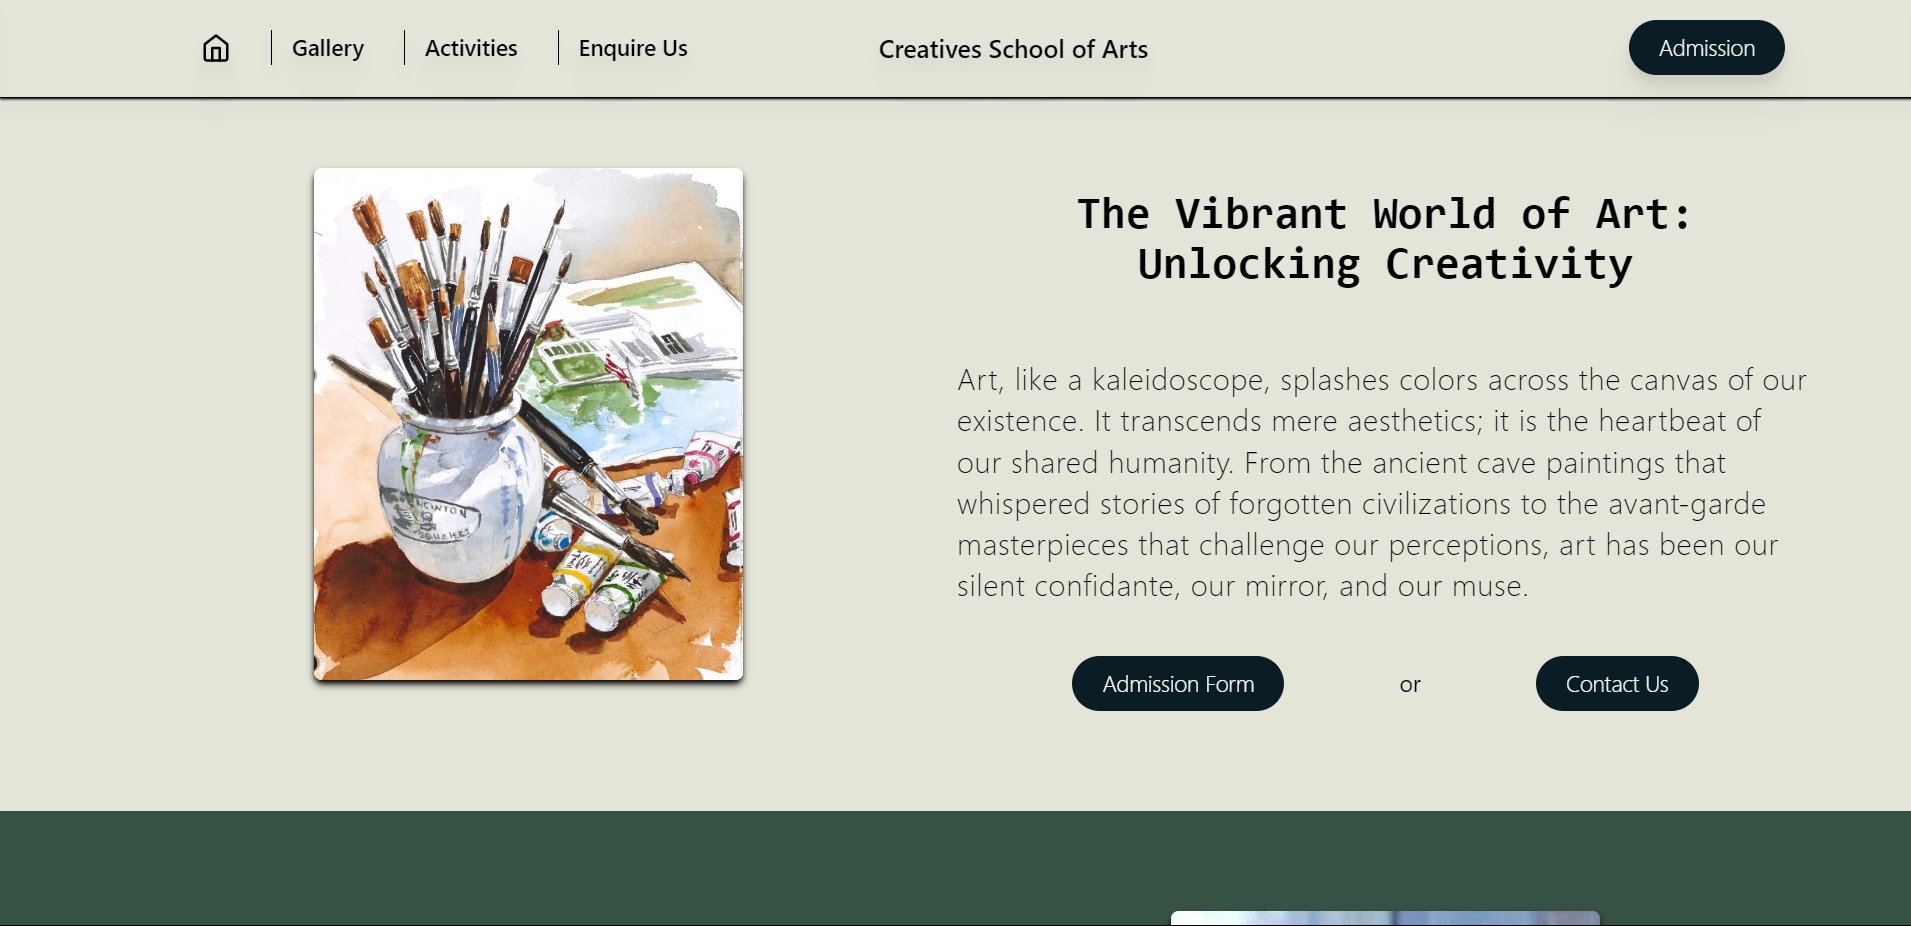 Gallery
Activities
Enquire Us
Creatives School of Arts
Admission
The Vibrant World of Art:
Unlocking Creativity
Art, like a kaleidoscope, splashes colors across the canvas of our
existence. It transcends mere aesthetics; it is the heartbeat of
our shared humanity. From the ancient cave paintings that
whispered stories of forgotten civilizations to the avant-garde
masterpieces that challenge our perceptions, art has been our
silent confidante, our mirror, and our muse.
Admission Form
or
Contact Us